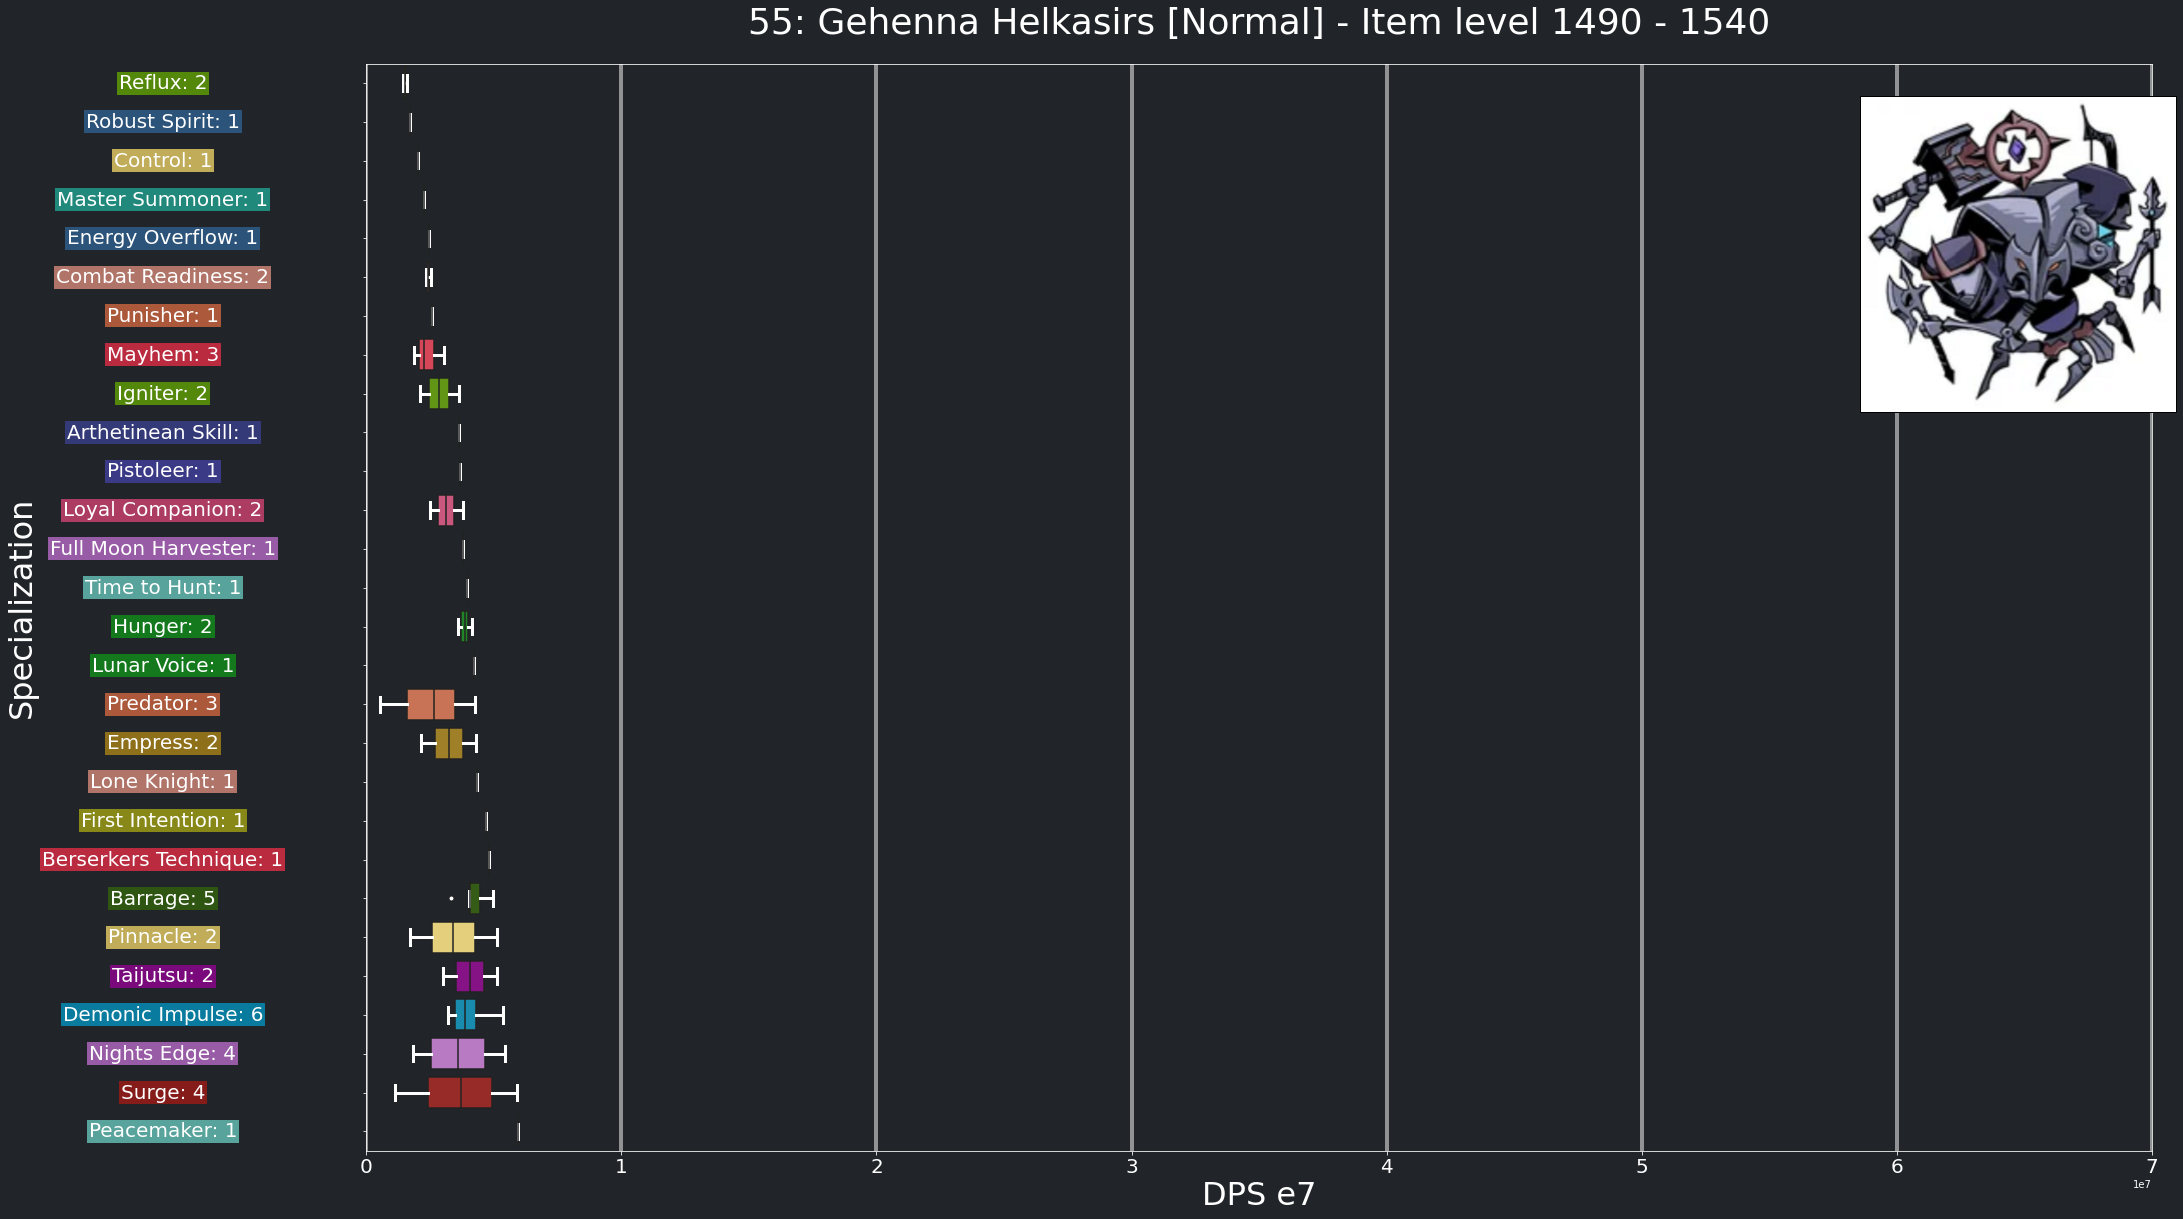 55: Gehenna Helkasirs [Normal] - Item level 1490 - 1540
Specialization
Reflux: 2
Robust Spirit: 1
Control: 1
Master Summoner: 1
Energy Overflow: 1
Combat Readiness: 2
Punisher: 1
Mayhem: 3
Igniter: 2
Arthetinean Skill: 1
Pistoleer: 1
Loyal Companion: 2
Full Moon Harvester: 1
Time to Hunt: 1
Hunger: 2
Lunar Voice: 1
Predator: 3
Empress: 2
Lone Knight: 1
First Intention: 1
Berserkers Technique: 1
Barrage: 5
Pinnacle: 2
Taijutsu: 2
Demonic Impulse: 6
Nights Edge: 4
Surge: 4
Peacemaker: 1
0 1 2 3 4 5 6 7
1e7
DPS e7